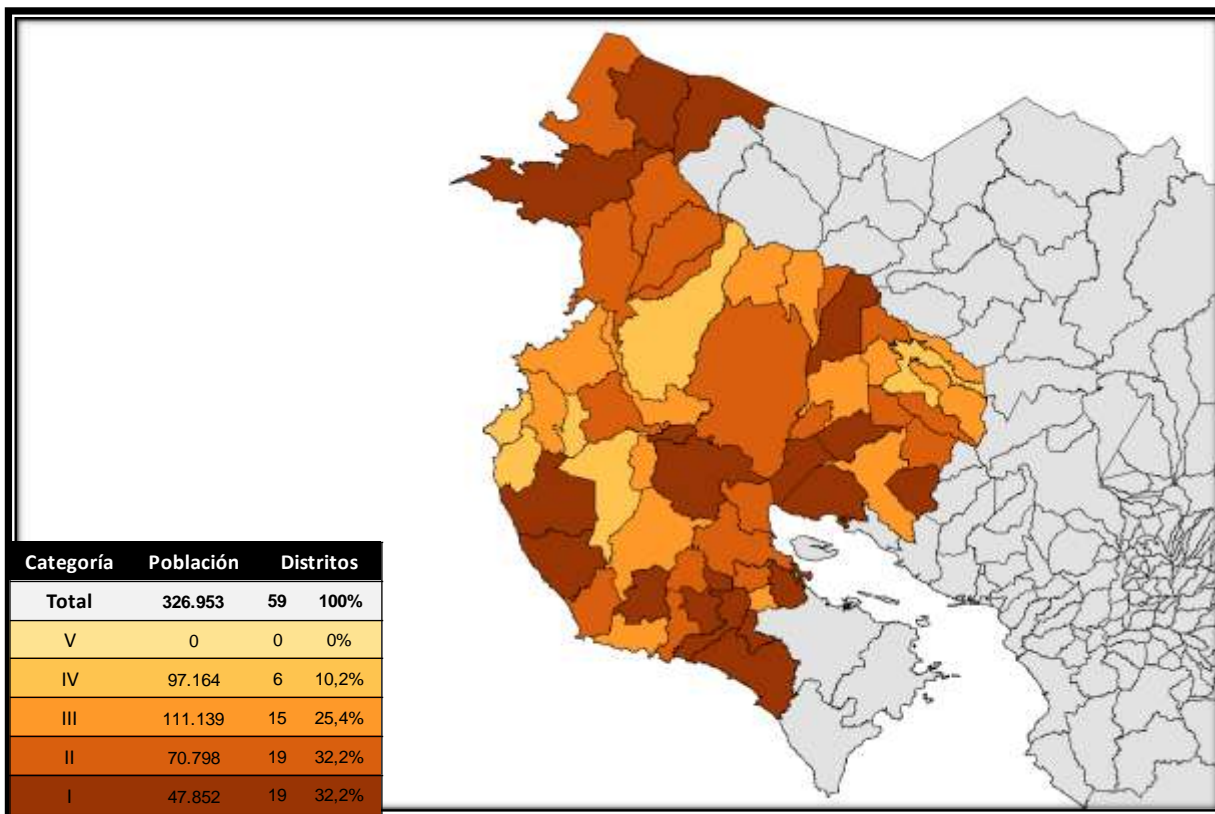 Categoría Población Distritos
Total 326.953 59 100%
V 0 0 0%
IV 97.164 6 10,2%
III 111.139 15 25,4%
II 70.798 19 32,2%
I 47.852 19 32,2%